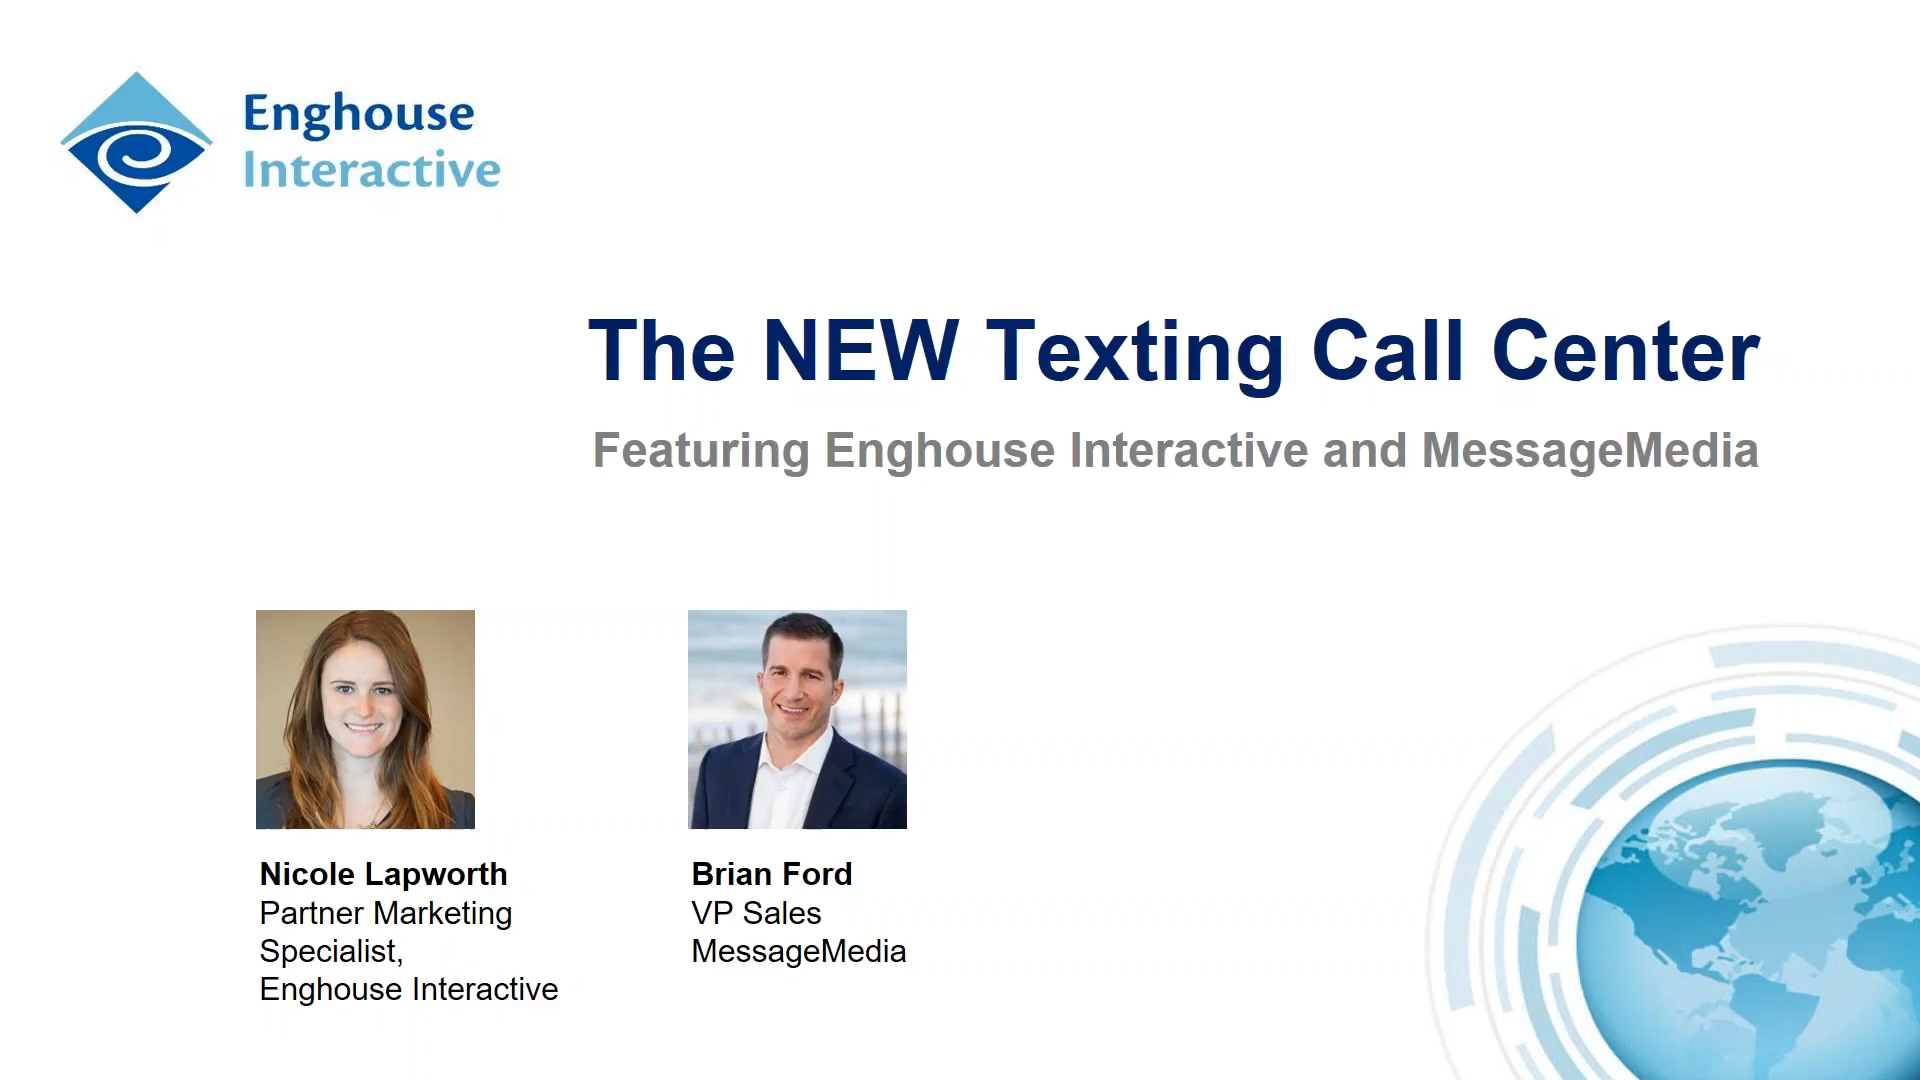 Enghouse
Interactive
The NEW Texting Call Center
Featuring Enghouse Interactive and MessageMedia
Nicole Lapworth
Partner Marketing
Specialist,
Enghouse Interactive
Brian Ford
VP Sales
MessageMedia